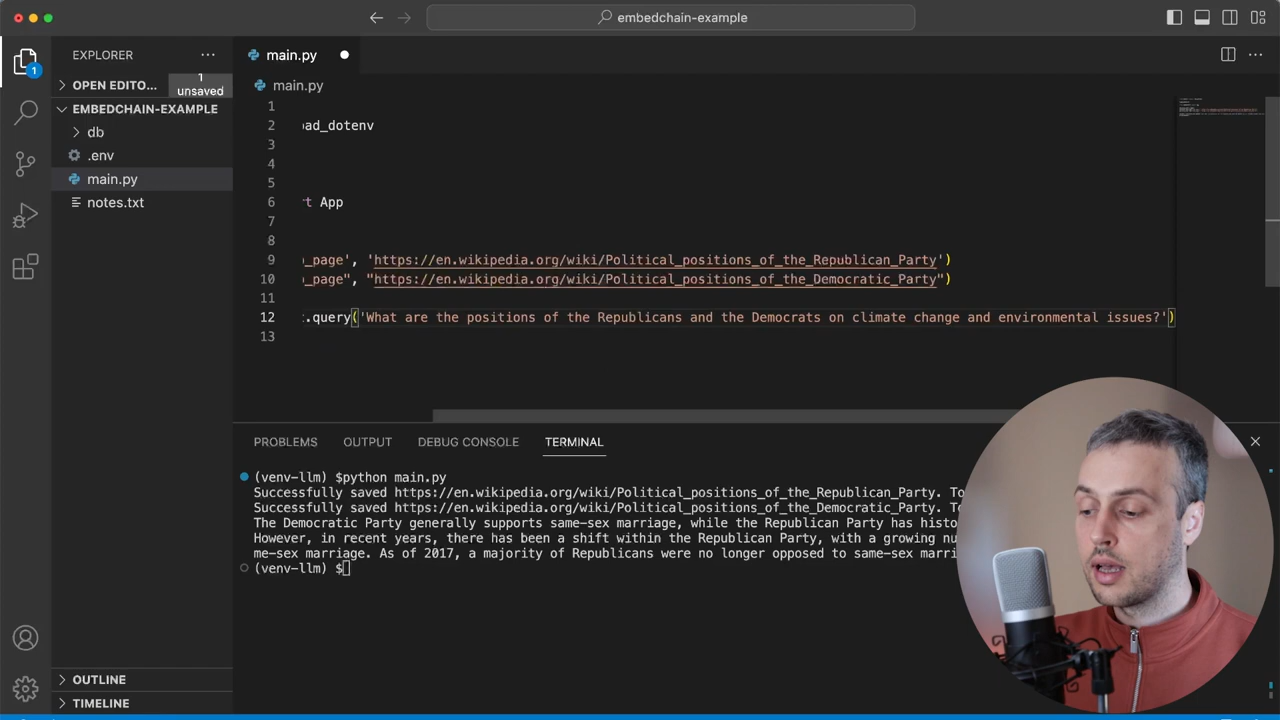 embedchain-example
EXPLORER
main.py
1
OPEN EDITO...
1 unsaved
main.py
EMBEDCHAIN-EXAMPLE
db
.env
main.py
notes.txt
1
2 ad_dotenv
3
4
5
6 t App
7
8
9 _page', 'https://en.wikipedia.org/wiki/Political_positions_of_the_Republican_Party')
10 _page", "https://en.wikipedia.org/wiki/Political_positions_of_the_Democratic_Party")
11
12 .query('What are the positions of the Republicans and the Democrats on climate change and environmental issues?')
13
PROBLEMS OUTPUT DEBUG CONSOLE TERMINAL
(venv-llm) $python main.py
Successfully saved https://en.wikipedia.org/wiki/Political_positions_of_the_Republican_Party. To
Successfully saved https://en.wikipedia.org/wiki/Political_positions_of_the_Democratic_Party. To
The Democratic Party generally supports same-sex marriage, while the Republican Party has histo
However, in recent years, there has been a shift within the Republican Party, with a growing nu
me-sex marriage. As of 2017, a majority of Republicans were no longer opposed to same-sex marri
(venv-llm) $
OUTLINE
TIMELINE